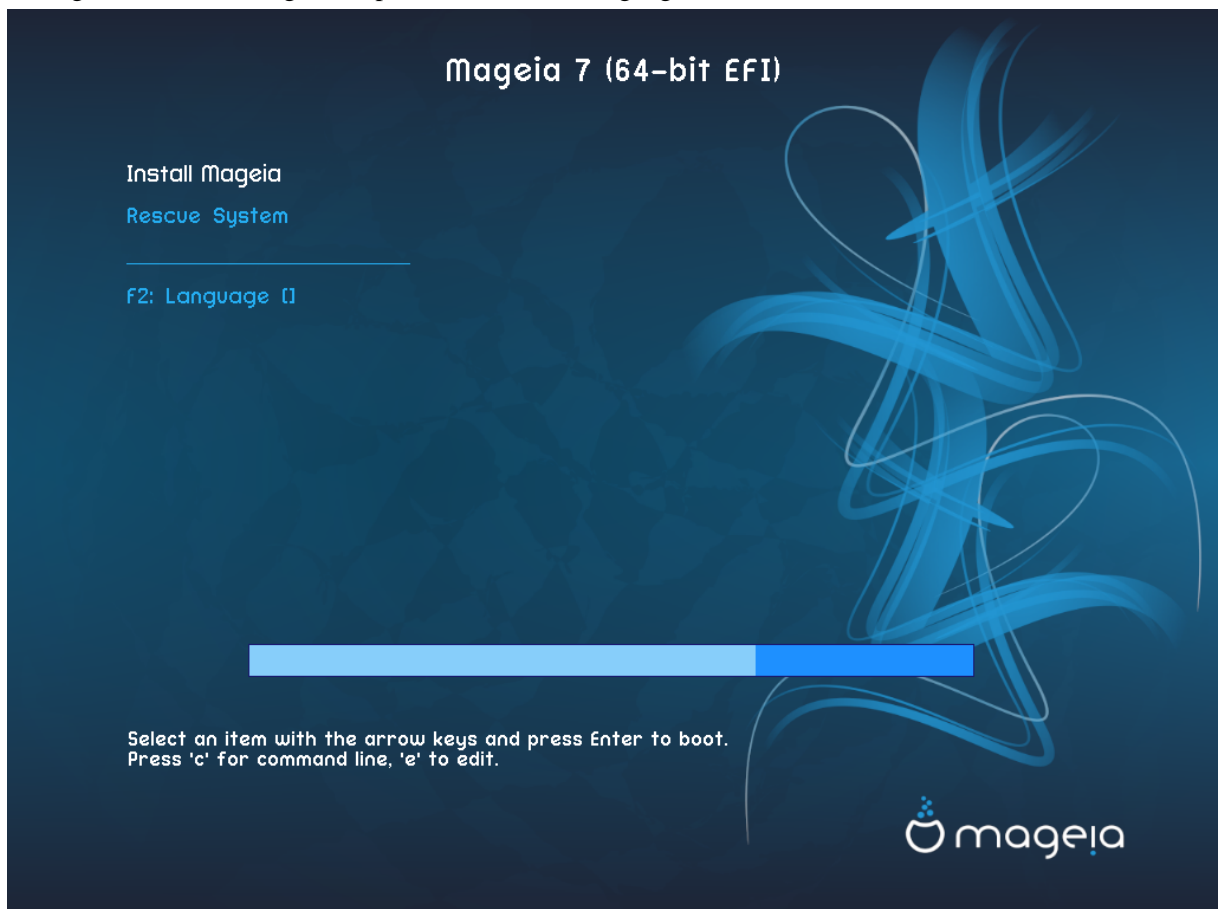 Mageia 7 (64-bit EFI)
Install Mageia
Rescue System
F2: Language []
Select an item with the arrow keys and press Enter to boot.
Press 'c' for command line, 'e' to edit.
mageia